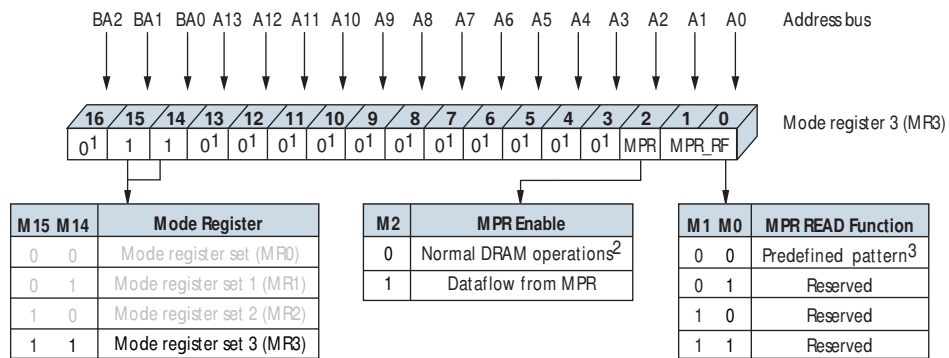 BA2 BA1 BA0 A13 A12 A11 A10 A9 A8 A7 A6 A5 A4 A3 A2 A1 A0 Address bus
16 15 14 13 12 11 10 9 8 7 6 5 4 3 2 1 0
Mode register 3 (MR3)
0¹ 1 1 0¹ 0¹ 0¹ 0¹ 0¹ 0¹ 0¹ 0¹ 0¹ 0¹ 0¹ MPR MPR_RF
M15 M14 Mode Register
0 0 Mode register set (MR0)
0 1 Mode register set 1 (MR1)
1 0 Mode register set 2 (MR2)
1 1 Mode register set 3 (MR3)
M2 MPR Enable
0 Normal DRAM operations²
1 Dataflow from MPR
M1 M0 MPR READ Function
0 0 Predefined pattern³
0 1 Reserved
1 0 Reserved
1 1 Reserved